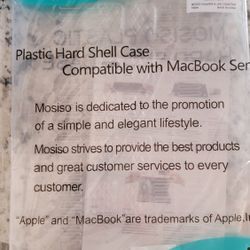 Plastic Hard Shell Case
Compatible with MacBook Ser
Mosiso is dedicated to the promotion
of a simple and elegant lifestyle.
Mosiso strives to provide the best products
and great customer services to every
customer.
"Apple" and "MacBook"are trademarks of Apple,I